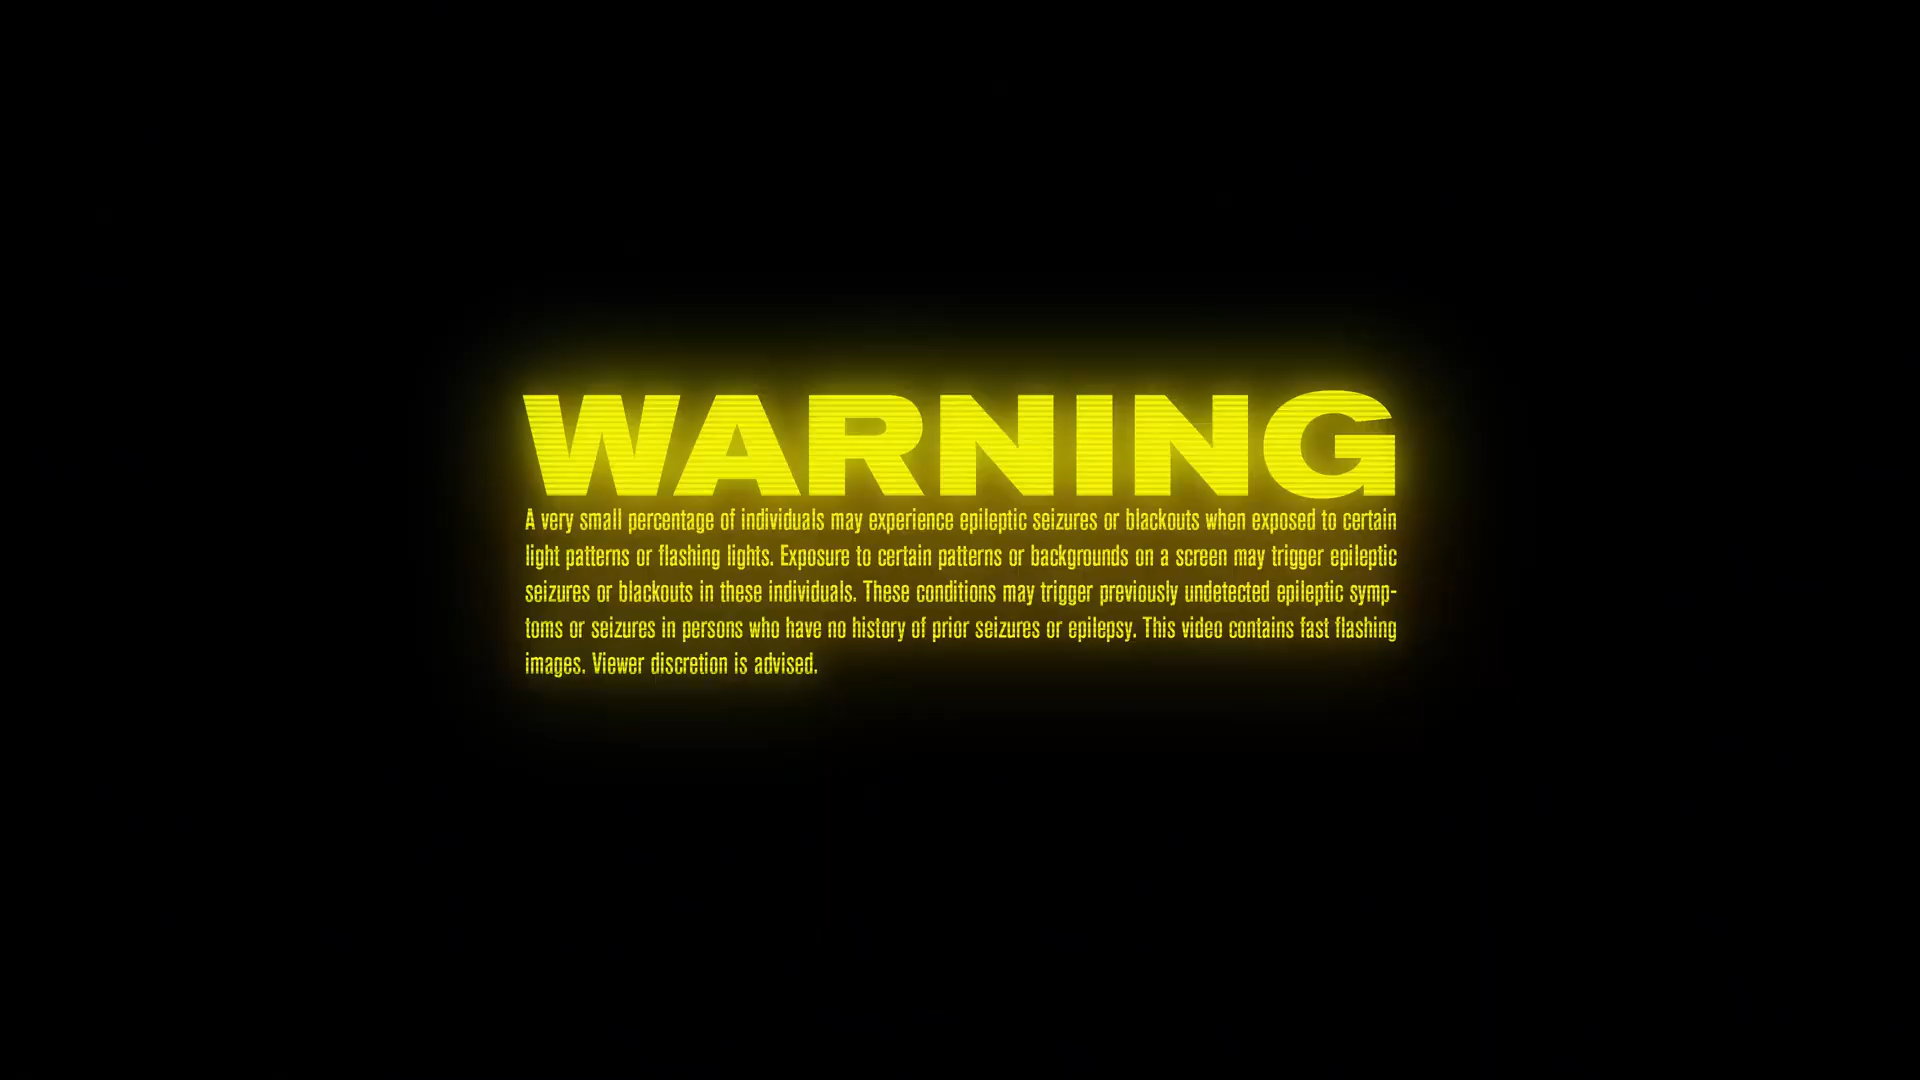 WARNING
A very small percentage of individuals may experience epileptic seizures or blackouts when exposed to certain
light patterns or flashing lights. Exposure to certain patterns or backgrounds on a screen may trigger epileptic
seizures or blackouts in these individuals. These conditions may trigger previously undetected epileptic symp-
toms or seizures in persons who have no history of prior seizures or epilepsy. This video contains fast flashing
images. Viewer discretion is advised.